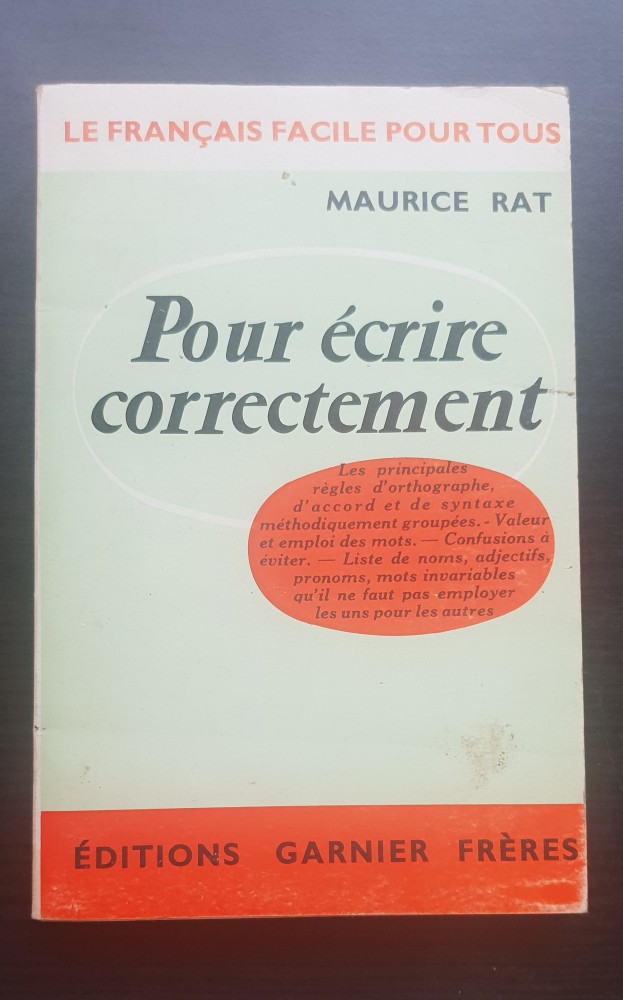 LE FRANÇAIS FACILE POUR TOUS
MAURICE RAT
Pour écrire
correctement
Les principales
règles d'orthographe,
d'accord et de syntaxe
méthodiquement groupées. - Valeur
et emploi des mots. — Confusions à
éviter. — Liste de noms, adjectifs,
pronoms, mots invariables
qu'il ne faut pas employer
les uns pour les autres
ÉDITIONS GARNIER FRÈRES